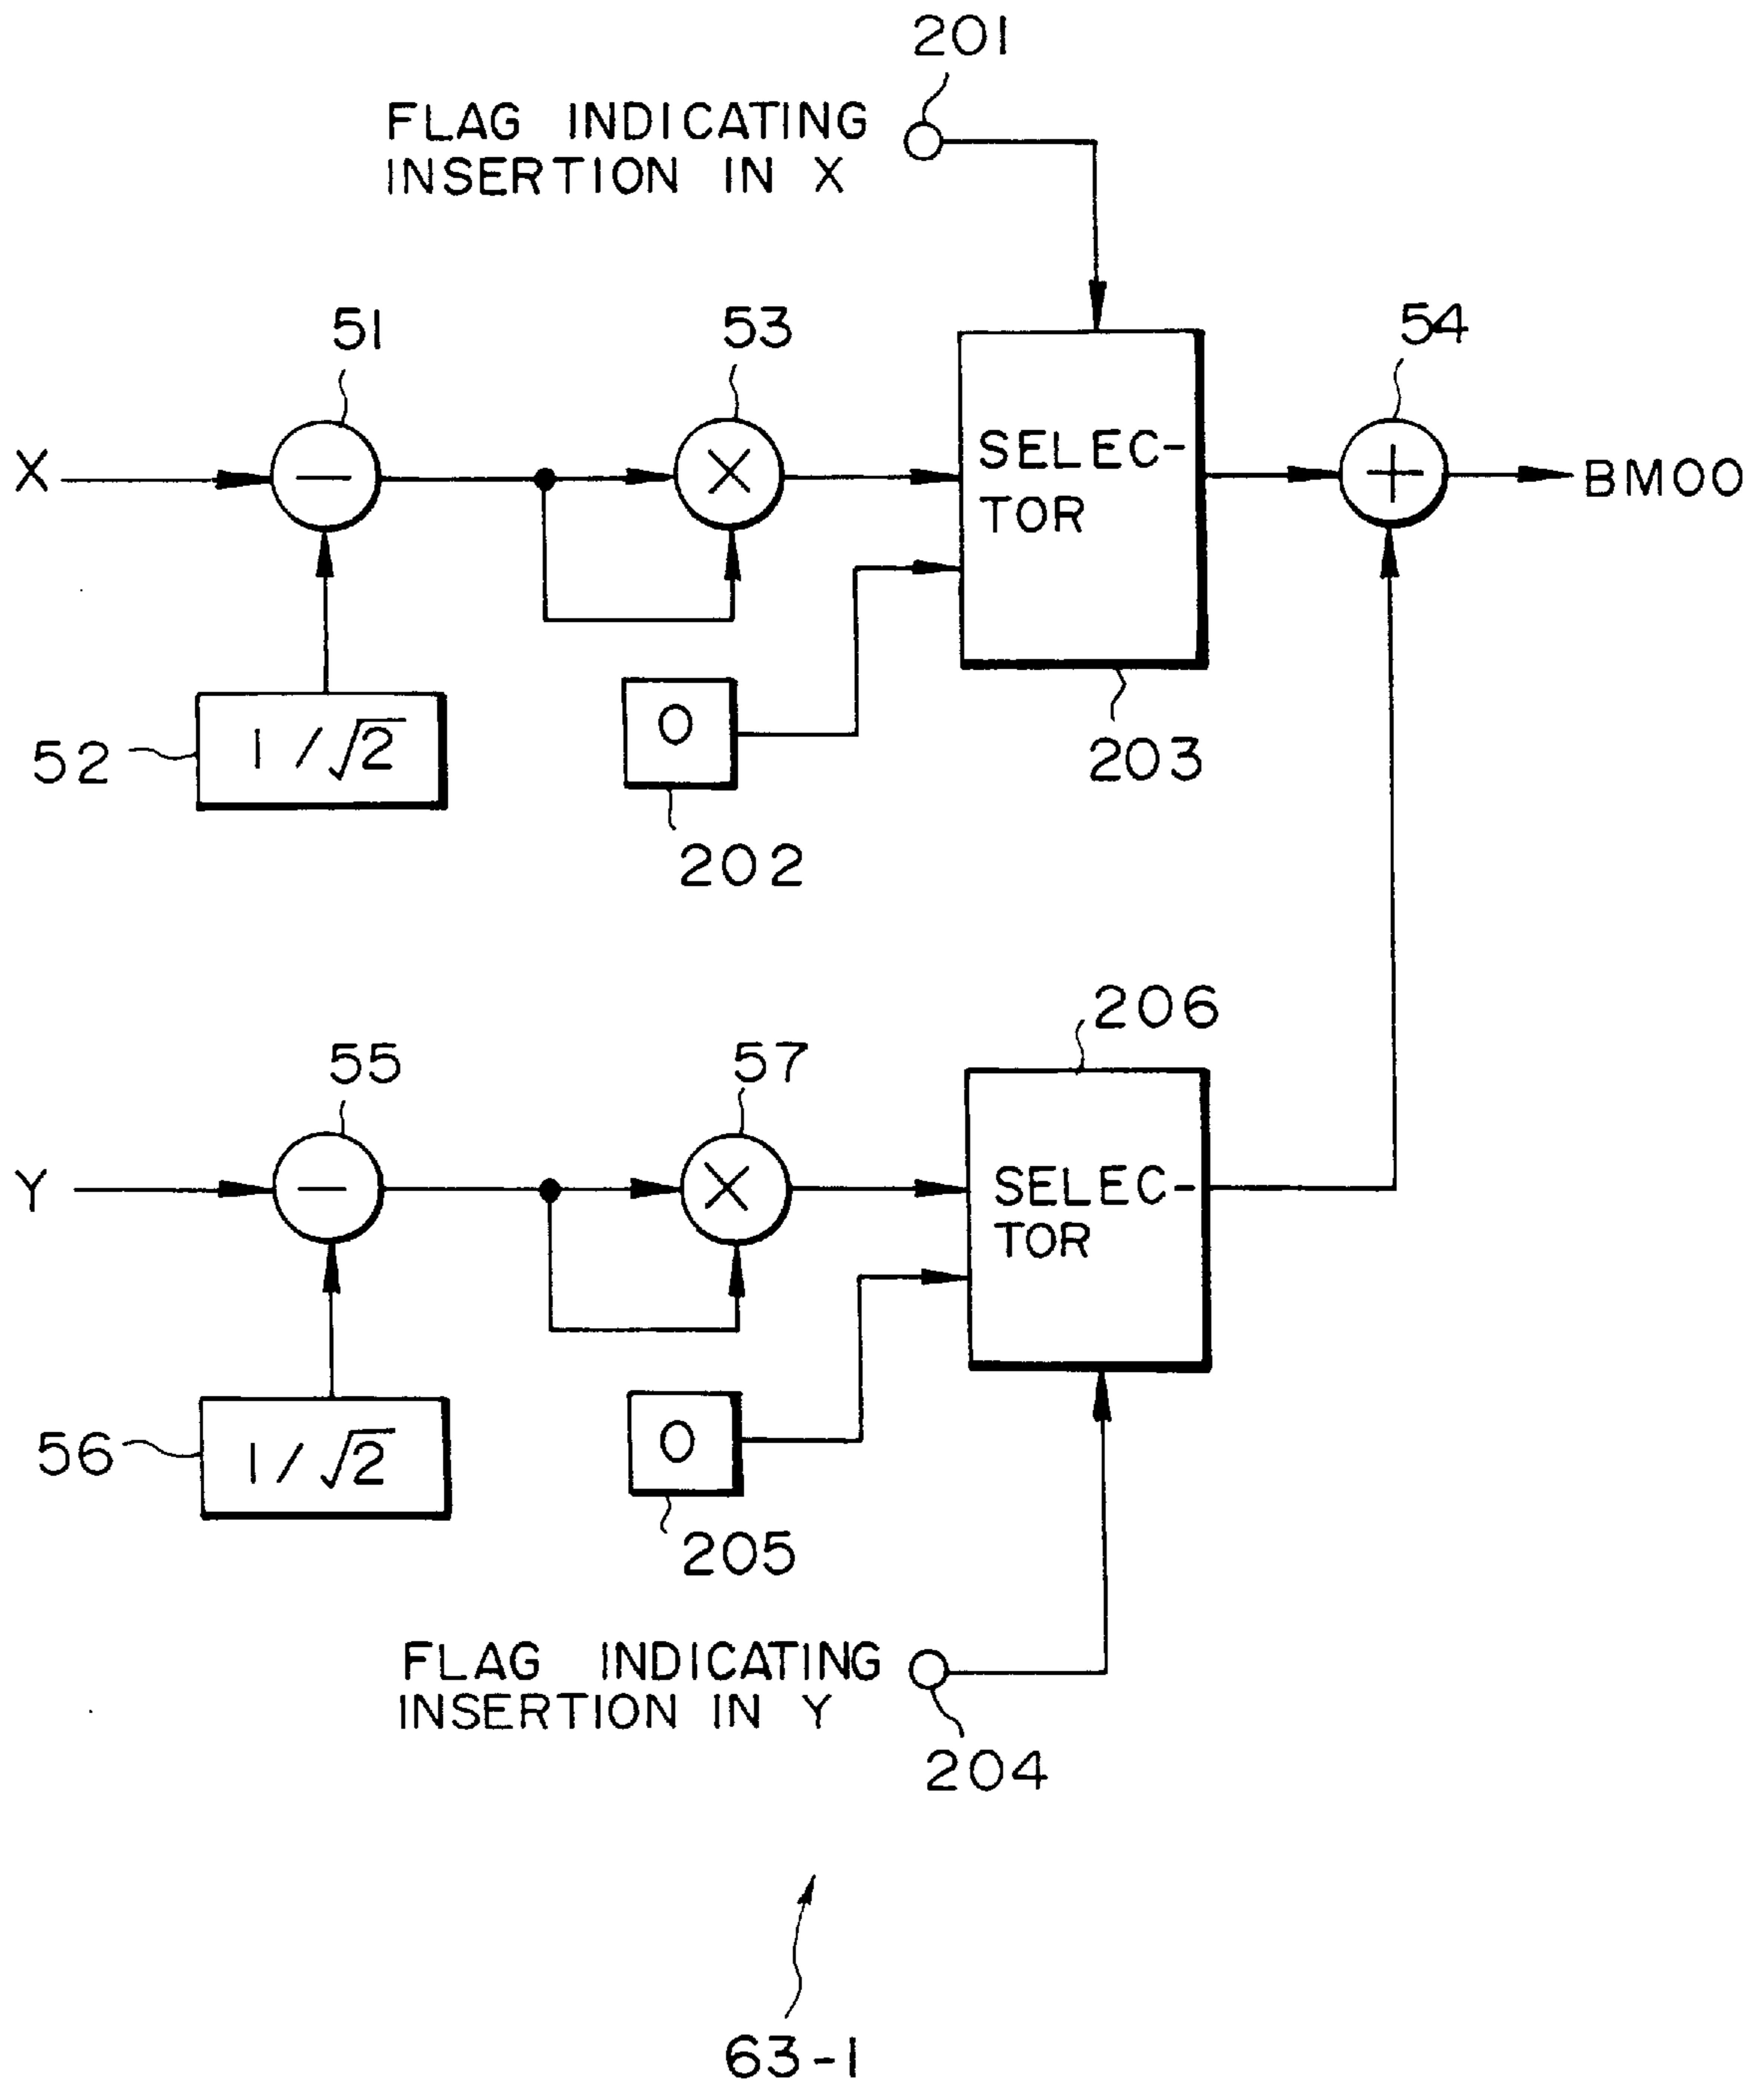 201
FLAG INDICATING
INSERTION IN X
51
53
54
X
−
×
SELEC-
TOR
+
BM00
52
1/√2
0
203
202
206
55
57
Y
−
×
SELEC-
TOR
56
1/√2
0
205
FLAG INDICATING
INSERTION IN Y
204
63-1